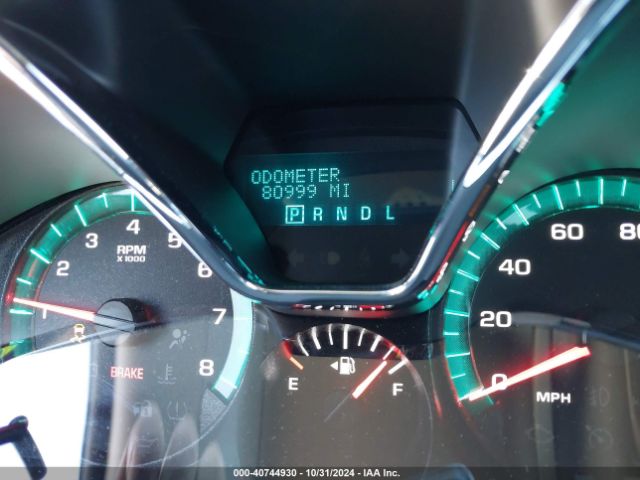 ODOMETER
80999 MI
P R N D L
1 2 3 4 5 6 7 8
RPM
X 1000
BRAKE
E F
0 20 40 60 80
MPH
000-40744930 - 10/31/2024 - IAA Inc.